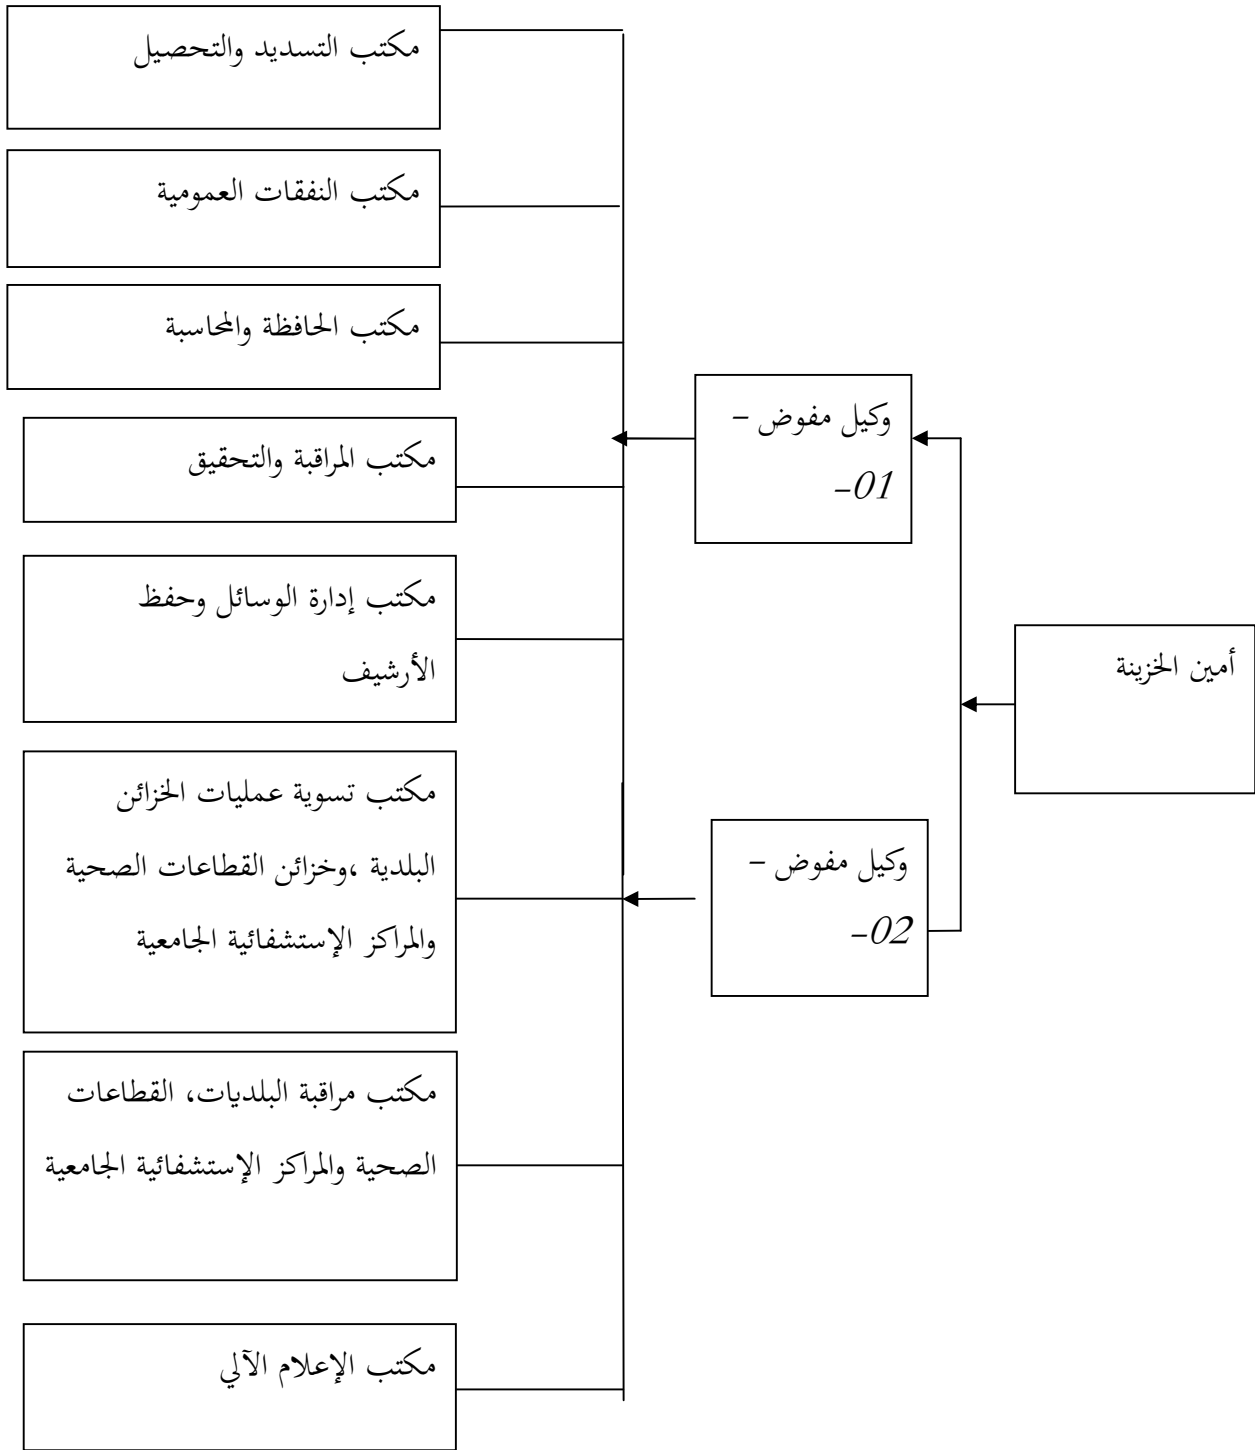 مكتب التسديد والتحصيل
مكتب النفقات العمومية
مكتب الحافظة والمحاسبة
مكتب المراقبة والتحقيق
مكتب إدارة الوسائل وحفظ
الأرشيف
مكتب تسوية عمليات الخزائن
البلدية ،وخزائن القطاعات الصحية
والمراكز الإستشفائية الجامعية
مكتب مراقبة البلديات، القطاعات
الصحية والمراكز الإستشفائية الجامعية
مكتب الإعلام الآلي
وكيل مفوض –
01-
وكيل مفوض –
02-
أمين الخزينة